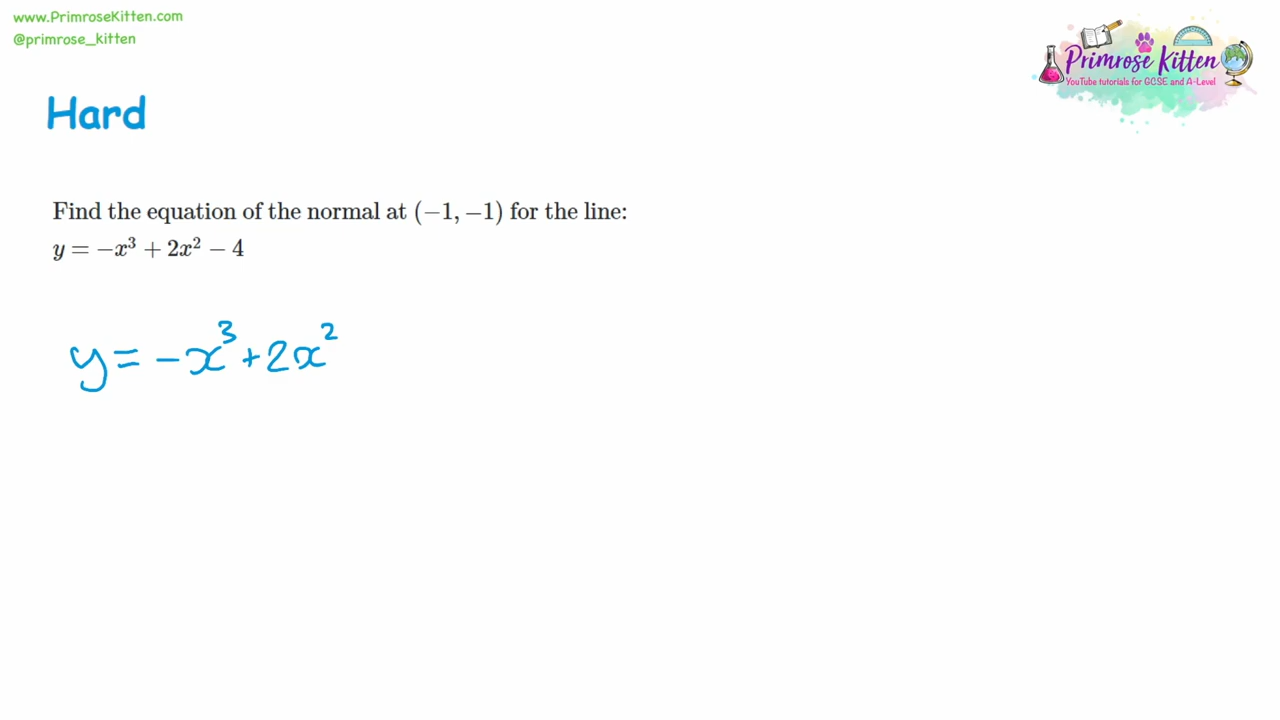 www.PrimroseKitten.com
@primrose_kitten
Primrose Kitten
YouTube tutorials for GCSE and A-Level
Hard
Find the equation of the normal at (−1, −1) for the line:
y = −x³ + 2x² − 4
y = −x³ + 2x²